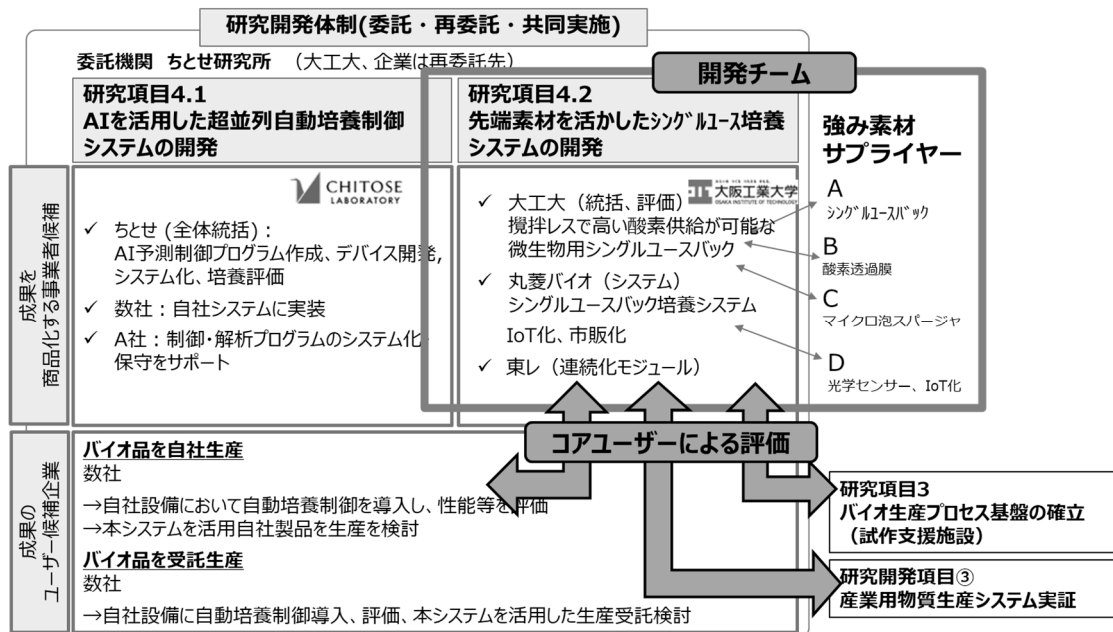 研究開発体制(委託・再委託・共同実施)
委託機関 ちとせ研究所 (大工大、企業は再委託先)
開発チーム
研究項目4.1
AIを活用した超並列自動培養制御
システムの開発
研究項目4.2
先端素材を活かしたｼﾝｸﾞﾙﾕｰｽ培養
システムの開発
強み素材
サプライヤー
成果を
商品化する事業者候補
CHITOSE
LABORATORY
✓ ちとせ (全体統括)：
AI予測制御プログラム作成、デバイス開発,
システム化、培養評価
✓ 数社：自社システムに実装
✓ A社：制御・解析プログラムのシステム化・
保守をサポート
大阪工業大学
OSAKA INSTITUTE OF TECHNOLOGY
✓ 大工大（統括、評価）
攪拌レスで高い酸素供給が可能な
微生物用シングルユースバック
✓ 丸菱バイオ（システム）
シングルユースバック培養システム
IoT化、市販化
✓ 東レ（連続化モジュール）
A
ｼﾝｸﾞﾙﾕｰｽバック
B
酸素透過膜
C
マイクロ泡スパージャ
D
光学センサー、IoT化
コアユーザーによる評価
成果の
ユーザー候補企業
バイオ品を自社生産
数社
→自社設備において自動培養制御を導入し、性能等を評価
→本システムを活用自社製品を生産を検討
バイオ品を受託生産
数社
→自社設備に自動培養制御導入、評価、本システムを活用した生産受託検討
研究項目3
バイオ生産プロセス基盤の確立
（試作支援施設）
研究開発項目③
産業用物質生産システム実証